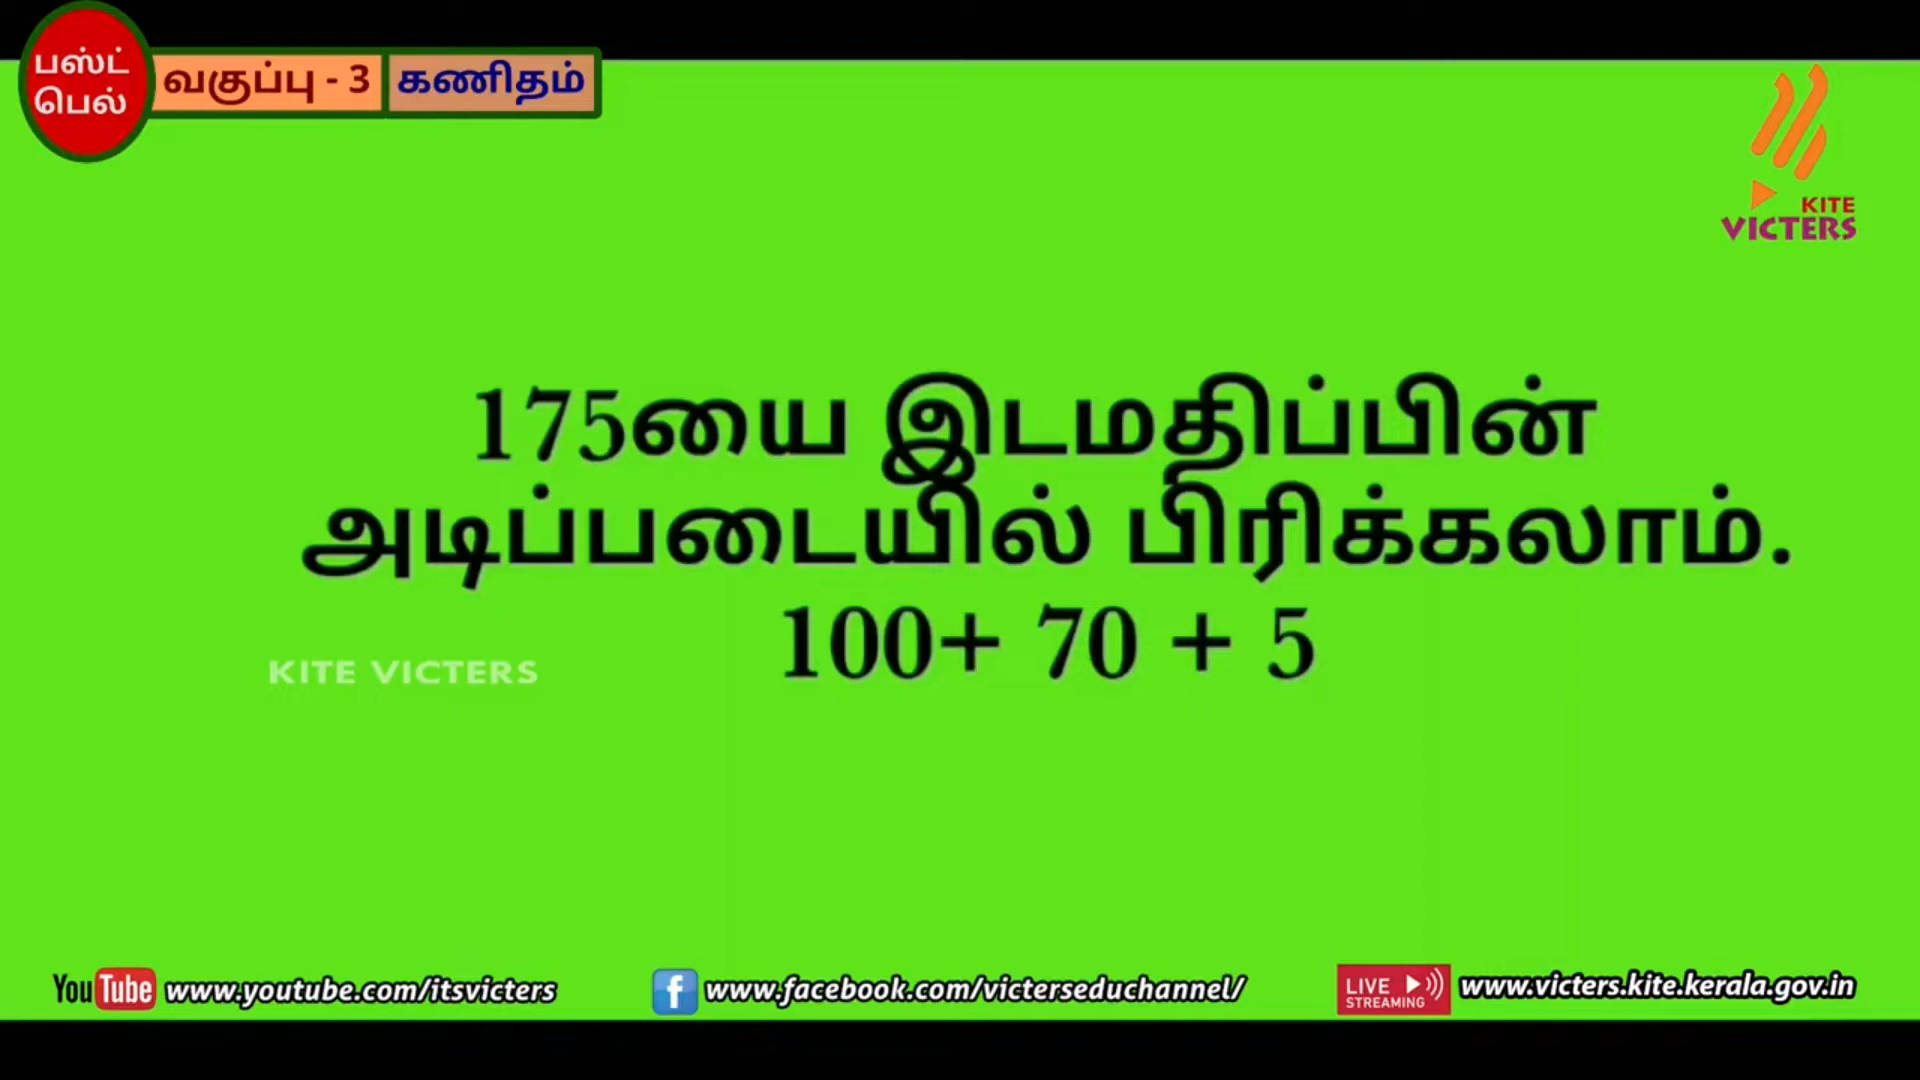 பஸ்ட்
பெல்
வகுப்பு - 3
கணிதம்
KITE
VICTERS
175யை இடமதிப்பின்
அடிப்படையில் பிரிக்கலாம்.
100+ 70 + 5
KITE VICTERS
YouTube www.youtube.com/itsvicters
f www.facebook.com/victerseduchannel/
LIVE STREAMING www.victers.kite.kerala.gov.in